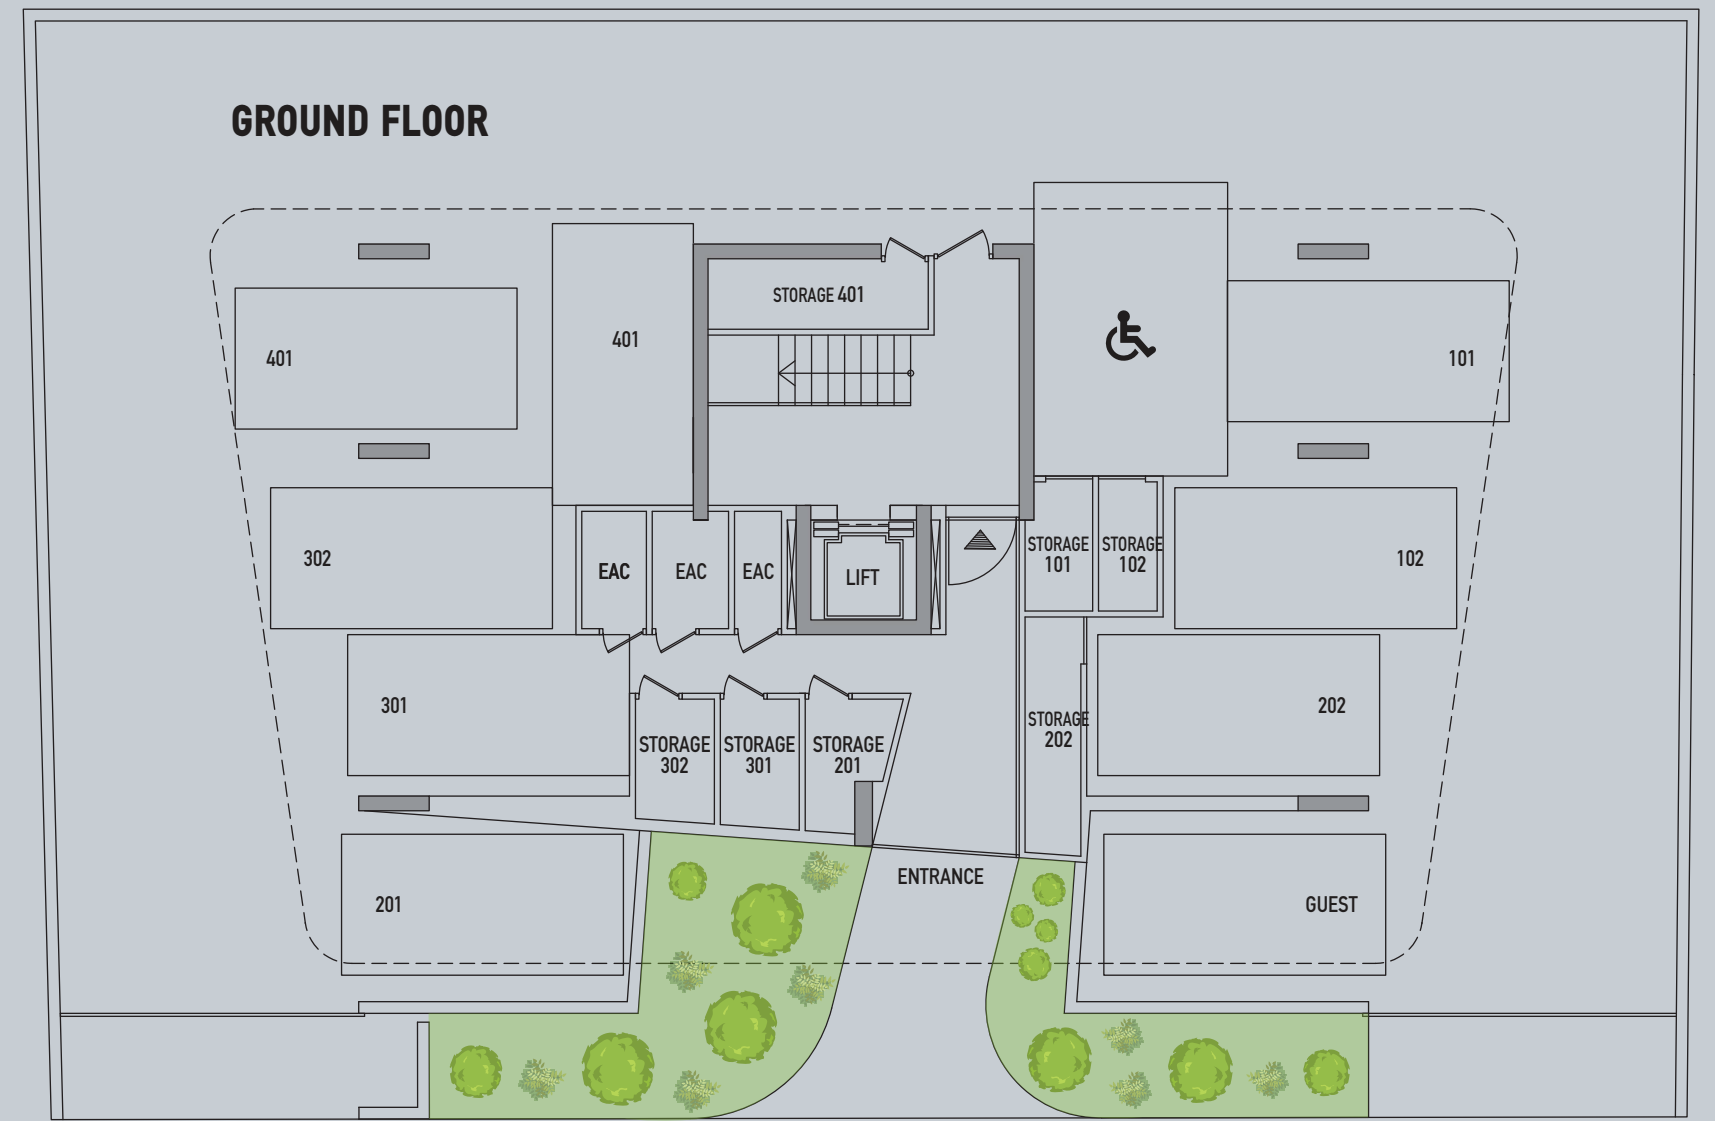 GROUND FLOOR
STORAGE 401
401
401
101
302
EAC
EAC
EAC
LIFT
STORAGE
101
STORAGE
102
102
301
STORAGE
302
STORAGE
301
STORAGE
201
STORAGE
202
202
201
ENTRANCE
GUEST